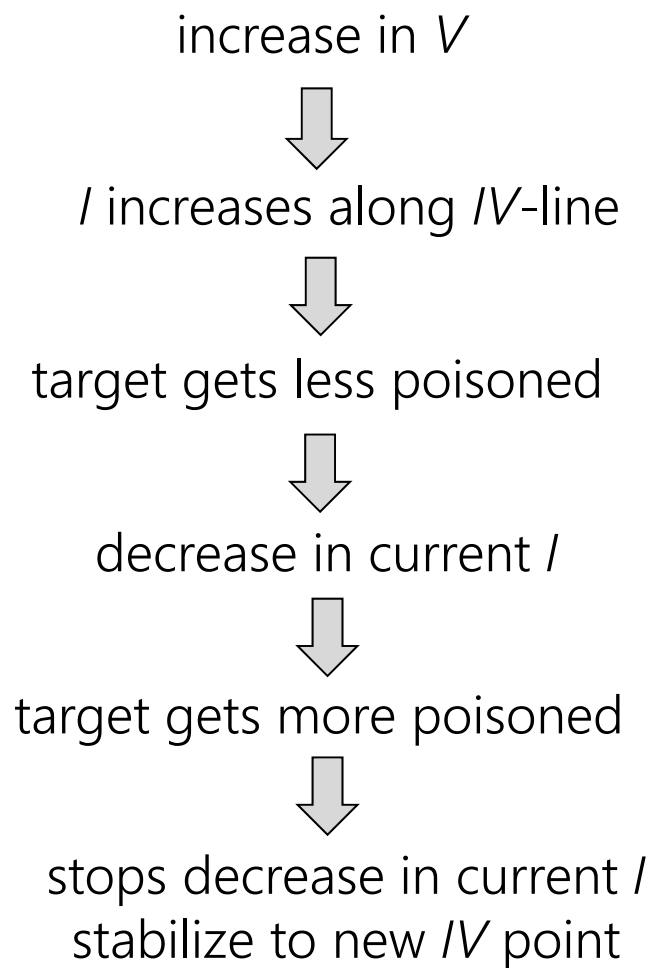 increase in V
I increases along IV-line
target gets less poisoned
decrease in current I
target gets more poisoned
stops decrease in current I
stabilize to new IV point